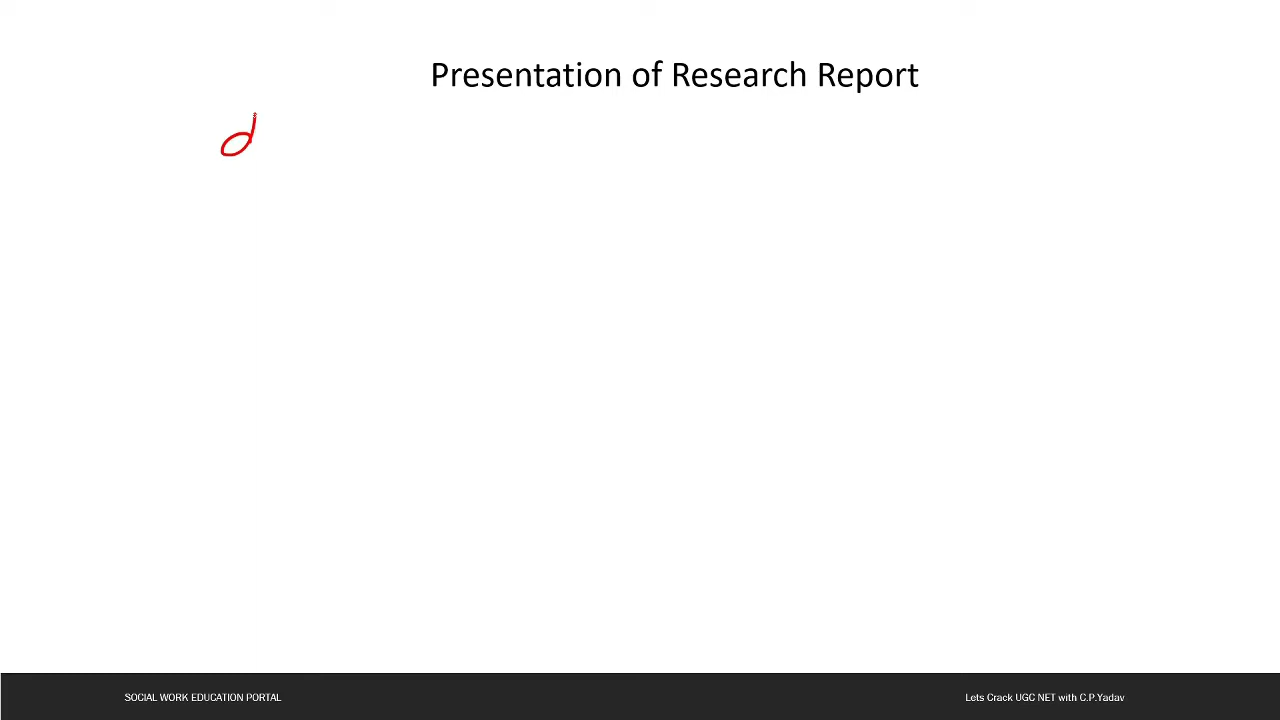 Presentation of Research Report
d
SOCIAL WORK EDUCATION PORTAL
Lets Crack UGC NET with C.P.Yadav